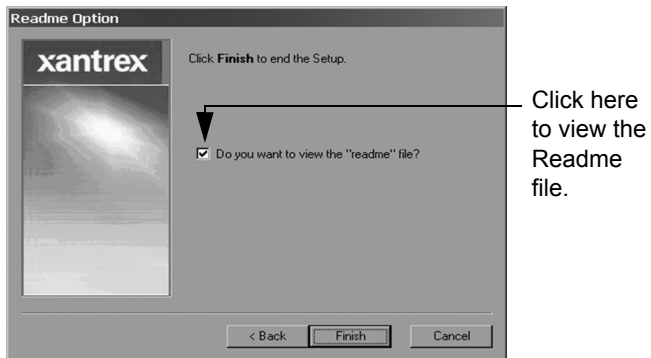 Readme Option
xantrex
Click Finish to end the Setup.
Do you want to view the "readme" file?
Click here
to view the
Readme
file.
< Back
Finish
Cancel